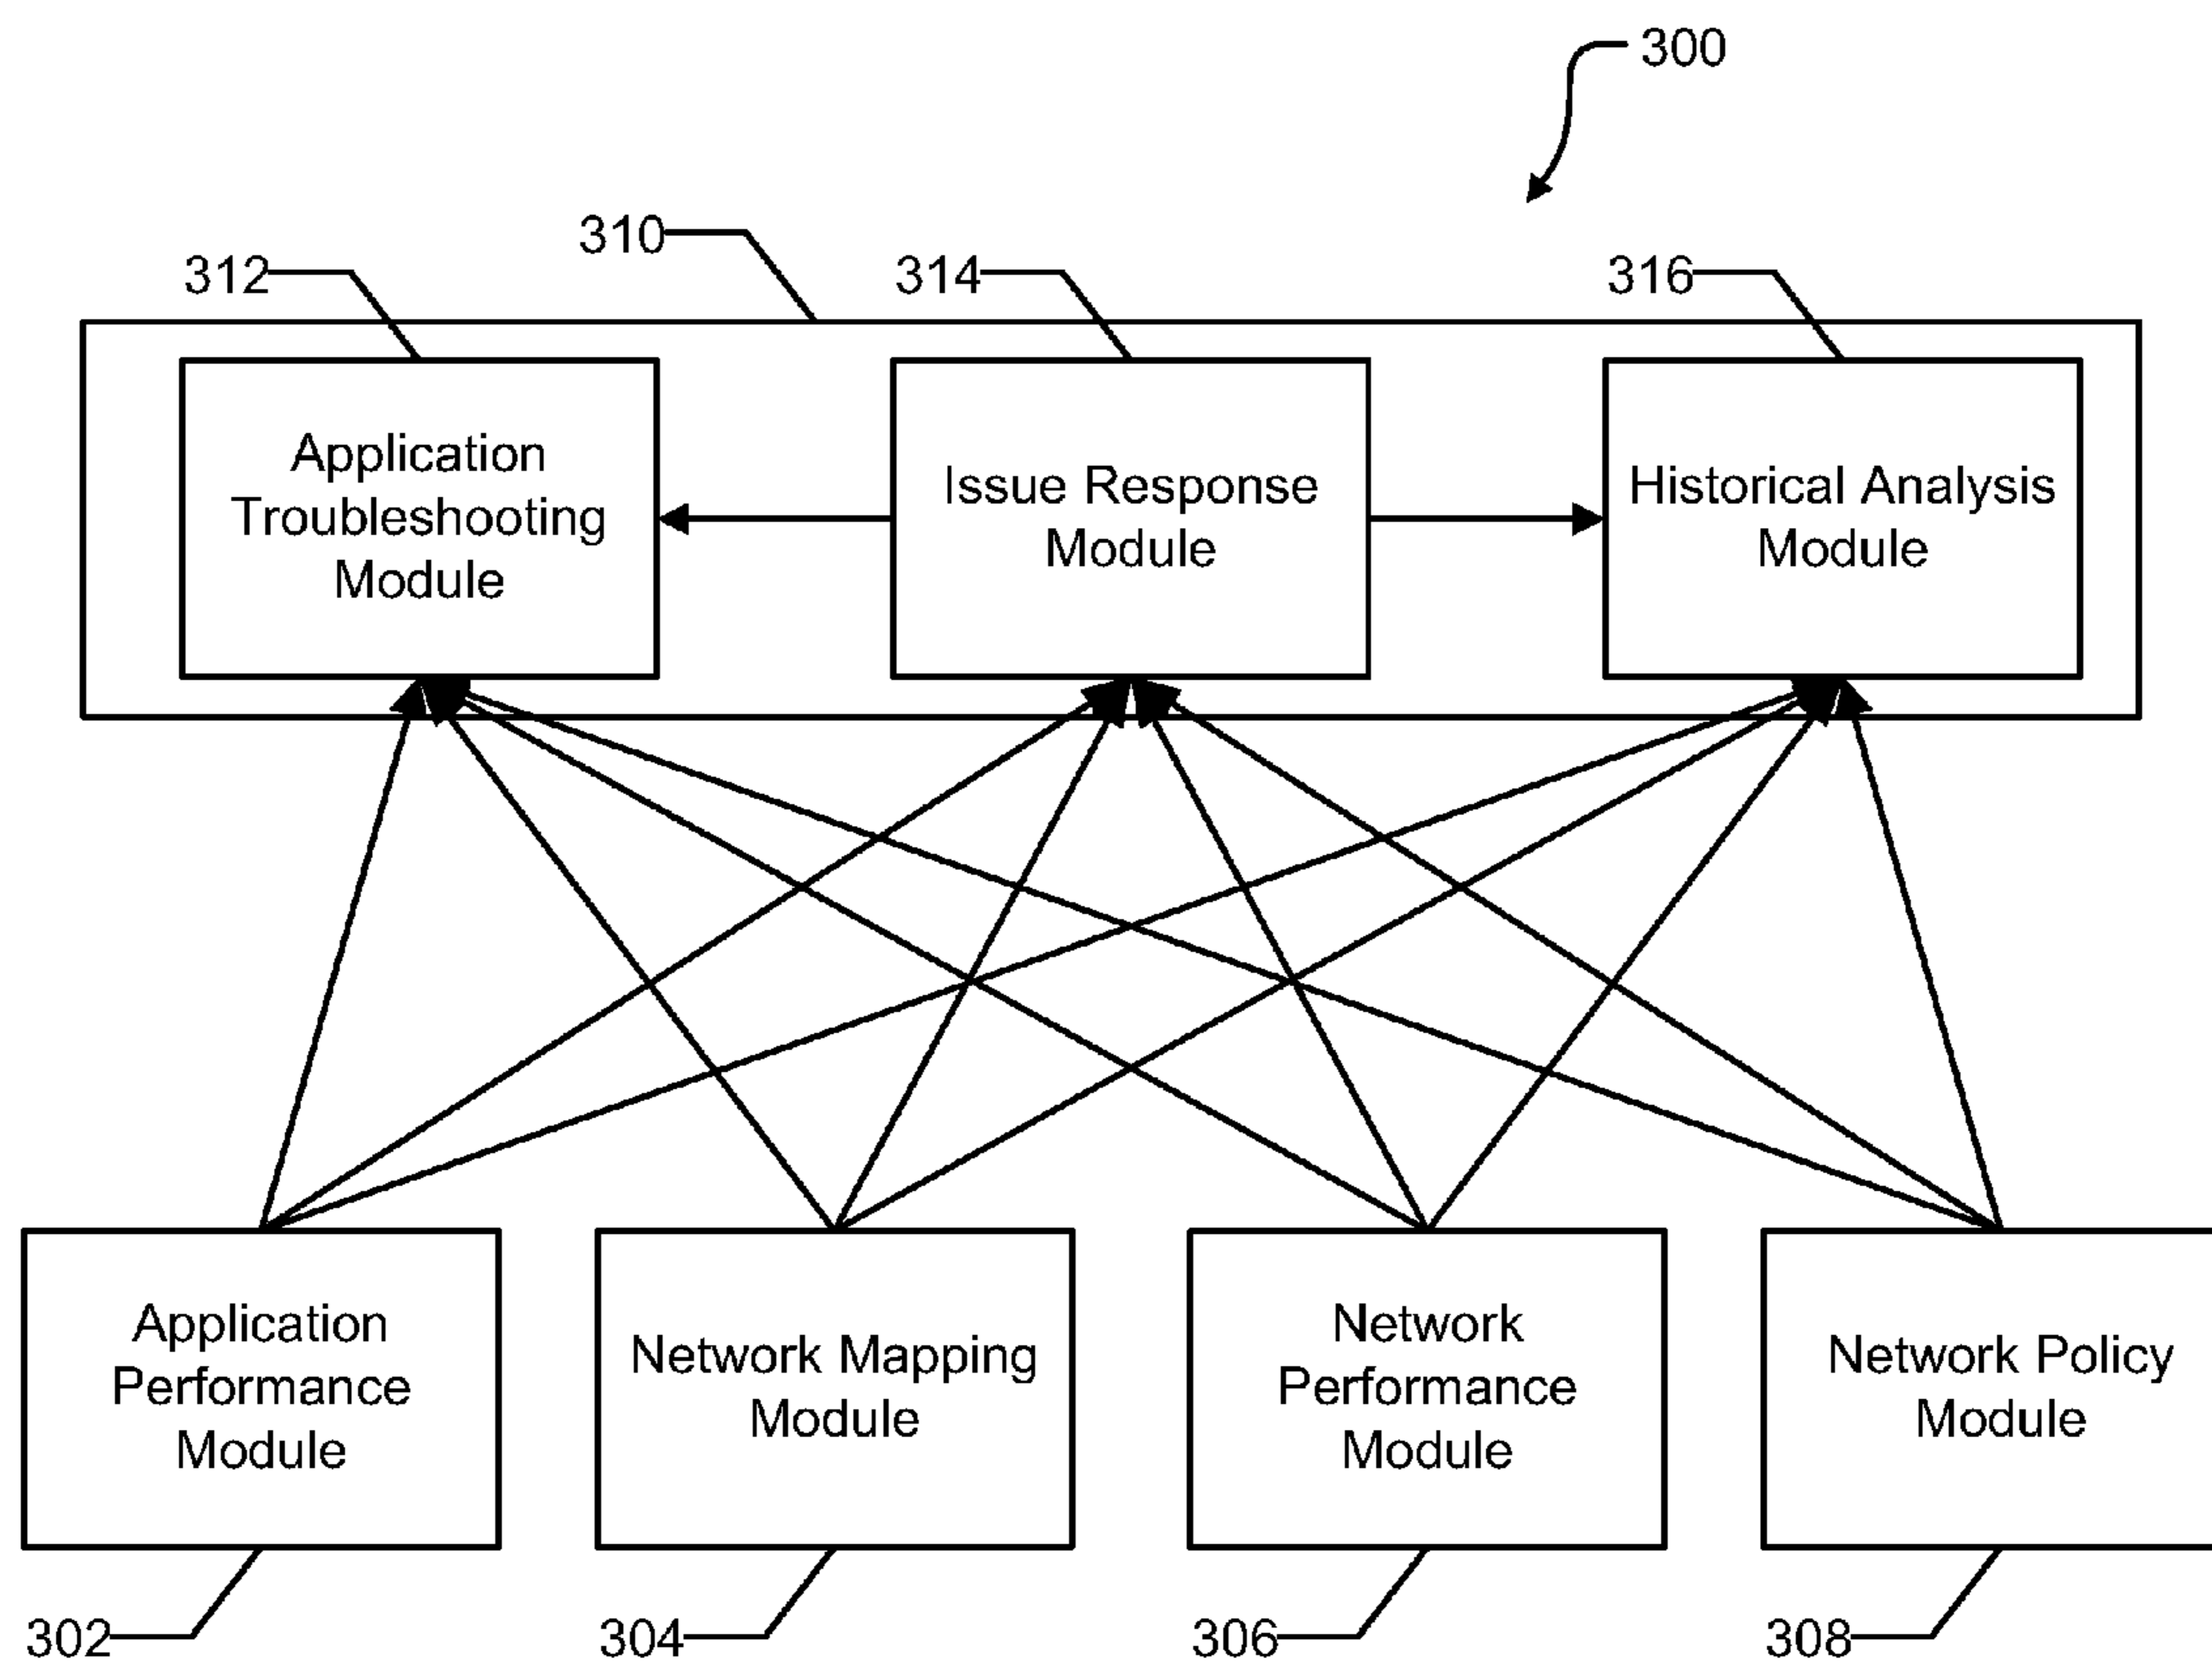 300
310
312
314
316
Application
Troubleshooting
Module
Issue Response
Module
Historical Analysis
Module
Application
Performance
Module
Network Mapping
Module
Network
Performance
Module
Network Policy
Module
302
304
306
308